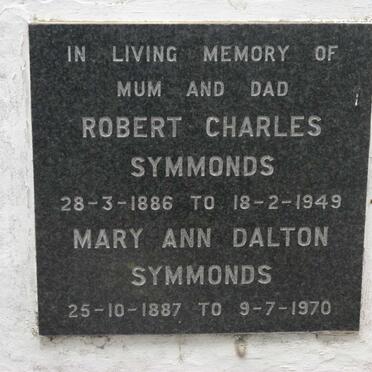 IN LIVING MEMORY OF
MUM AND DAD
ROBERT CHARLES
SYMMONDS
28-3-1886 TO 18-2-1949
MARY ANN DALTON
SYMMONDS
25-10-1887 TO 9-7-1970